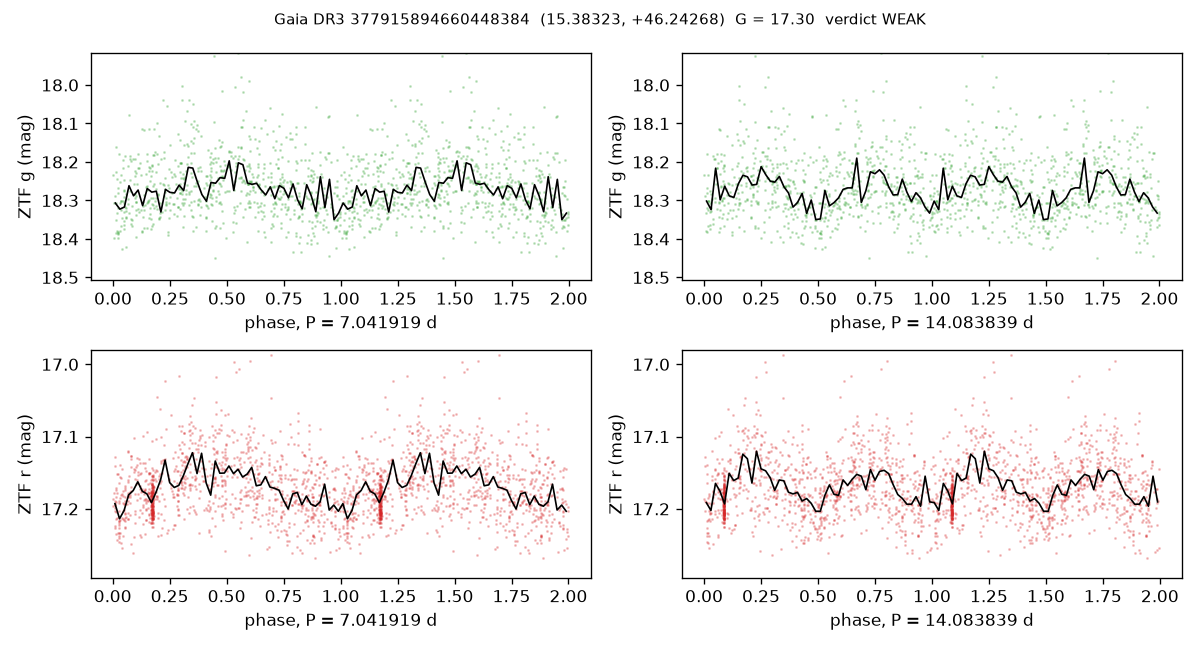 Gaia DR3 377915894660448384 (15.38323, +46.24268) G = 17.30 verdict WEAK
ZTF g (mag)
18.0
18.1
18.2
18.3
18.4
18.5
0.00 0.25 0.50 0.75 1.00 1.25 1.50 1.75 2.00
phase, P = 7.041919 d
ZTF g (mag)
18.0
18.1
18.2
18.3
18.4
18.5
0.00 0.25 0.50 0.75 1.00 1.25 1.50 1.75 2.00
phase, P = 14.083839 d
ZTF r (mag)
17.0
17.1
17.2
0.00 0.25 0.50 0.75 1.00 1.25 1.50 1.75 2.00
phase, P = 7.041919 d
ZTF r (mag)
17.0
17.1
17.2
0.00 0.25 0.50 0.75 1.00 1.25 1.50 1.75 2.00
phase, P = 14.083839 d